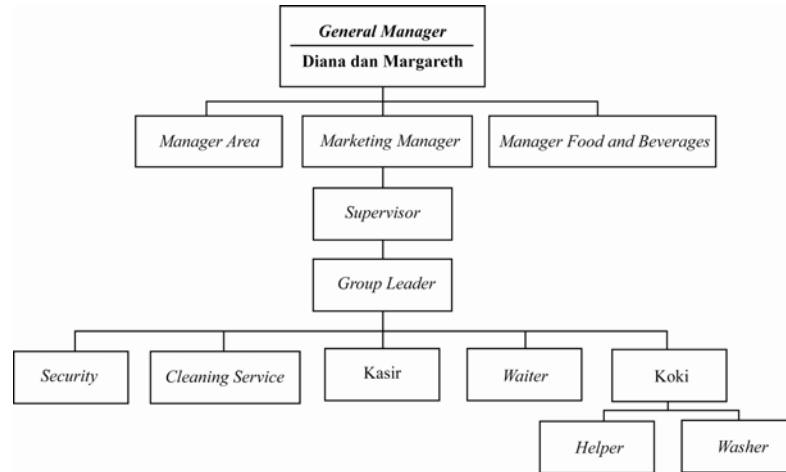 General Manager
Diana dan Margareth
Manager Area
Marketing Manager
Manager Food and Beverages
Supervisor
Group Leader
Security
Cleaning Service
Kasir
Waiter
Koki
Helper
Washer